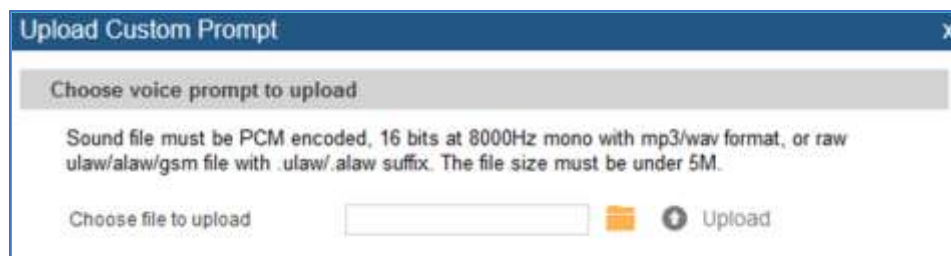 Upload Custom Prompt x
Choose voice prompt to upload
Sound file must be PCM encoded, 16 bits at 8000Hz mono with mp3/wav format, or raw
ulaw/alaw/gsm file with .ulaw/.alaw suffix. The file size must be under 5M.
Choose file to upload Upload